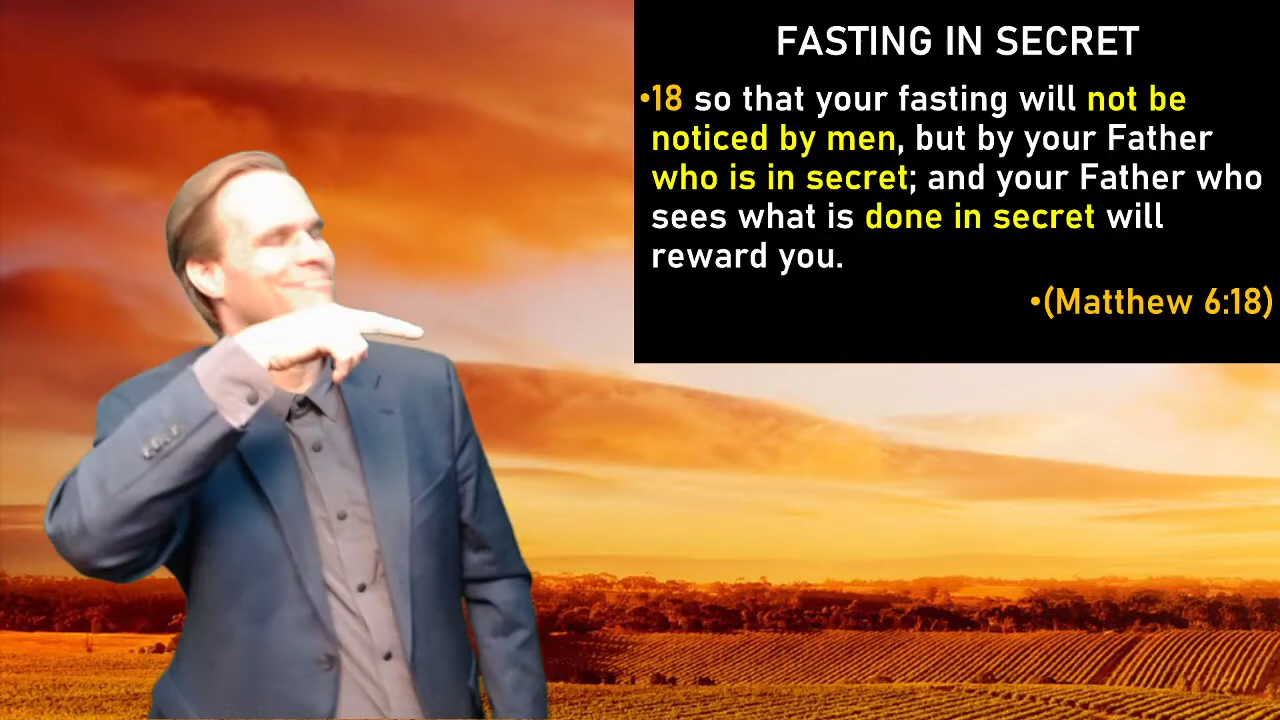 FASTING IN SECRET
•18 so that your fasting will not be
noticed by men, but by your Father
who is in secret; and your Father who
sees what is done in secret will
reward you.
•(Matthew 6:18)